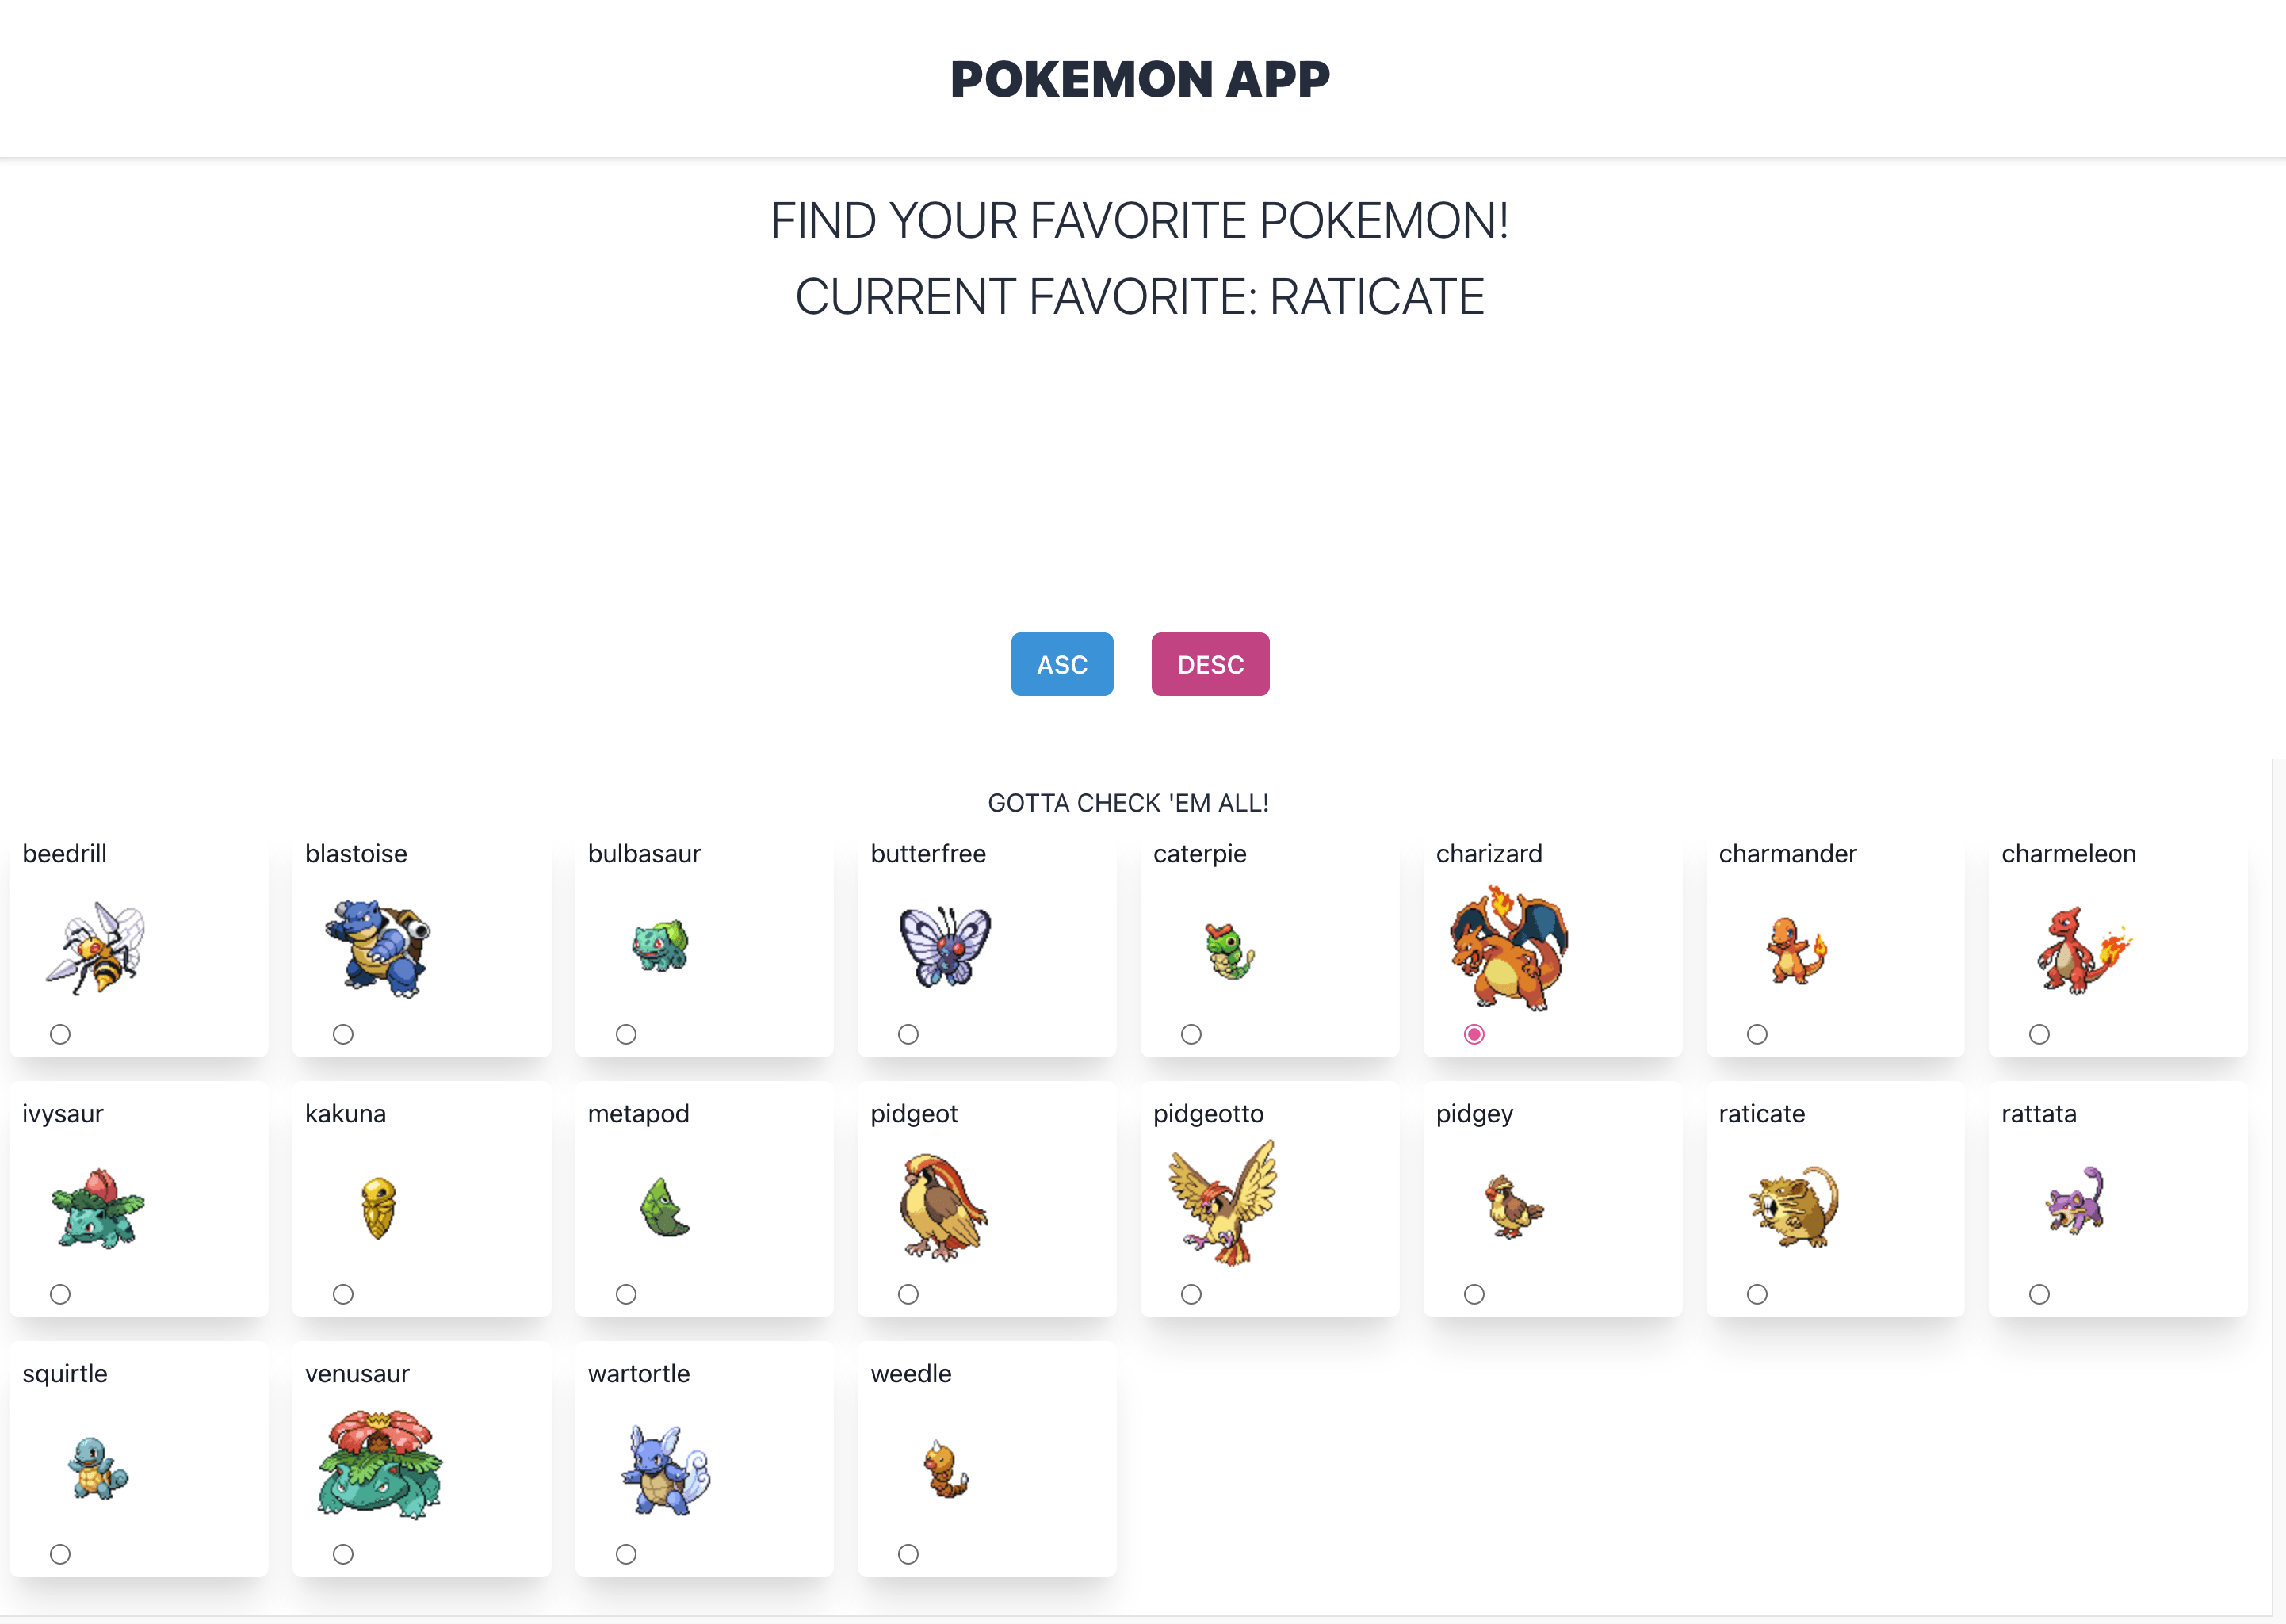 POKEMON APP
FIND YOUR FAVORITE POKEMON!
CURRENT FAVORITE: RATICATE
ASC DESC
GOTTA CHECK 'EM ALL!
beedrill blastoise bulbasaur butterfree caterpie charizard charmander charmeleon
ivysaur kakuna metapod pidgeot pidgeotto pidgey raticate rattata
squirtle venusaur wartortle weedle